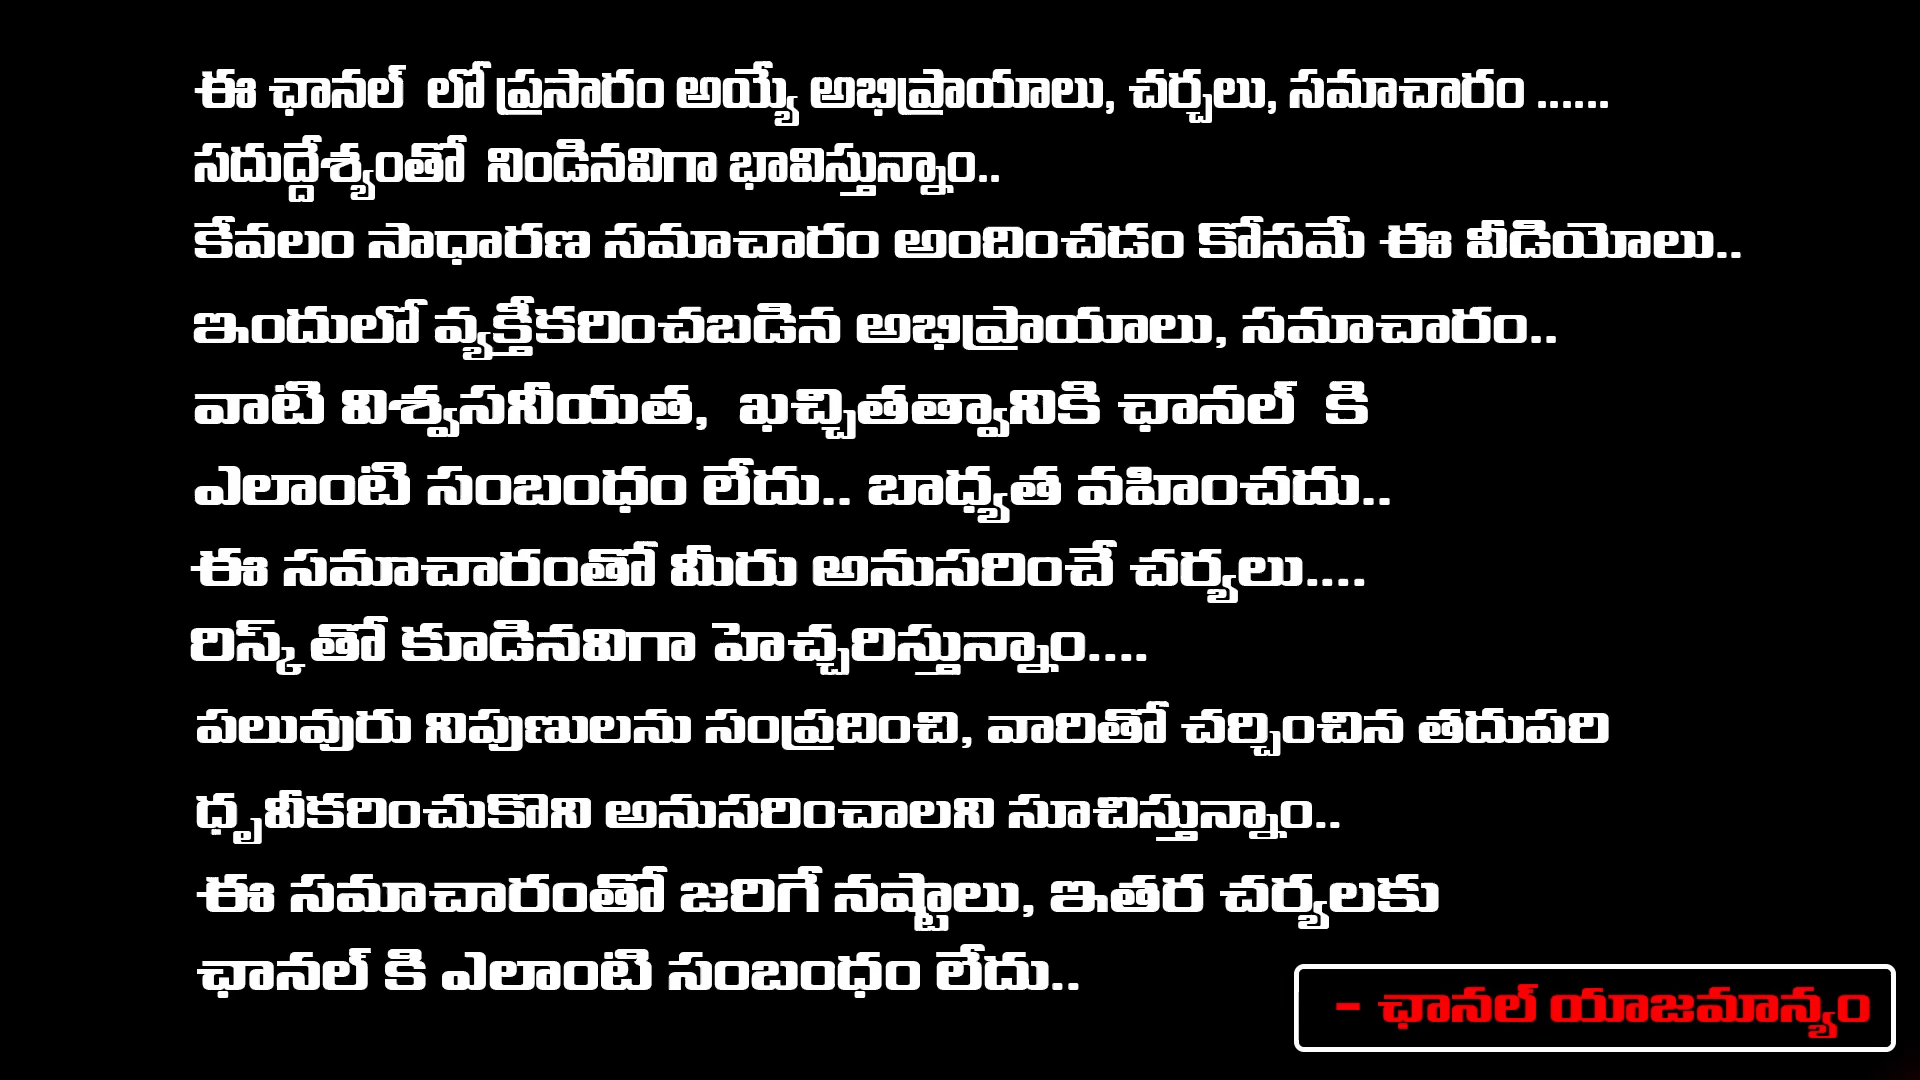 ఈ ఛానల్ లో ప్రసారం అయ్యే అభిప్రాయాలు, చర్చలు, సమాచారం ......
సదుద్దేశ్యంతో నిండినవిగా భావిస్తున్నాం..
కేవలం సాధారణ సమాచారం అందించడం కోసమే ఈ వీడియోలు..
ఇందులో వ్యక్తీకరించబడిన అభిప్రాయాలు, సమాచారం..
వాటి విశ్వసనీయత, ఖచ్చితత్వానికి ఛానల్ కి
ఎలాంటి సంబంధం లేదు.. బాధ్యత వహించదు..
ఈ సమాచారంతో మీరు అనుసరించే చర్యలు....
రిస్క్ తో కూడినవిగా హెచ్చరిస్తున్నాం....
పలువురు నిపుణులను సంప్రదించి, వారితో చర్చించిన తదుపరి
ధృవీకరించుకొని అనుసరించాలని సూచిస్తున్నాం..
ఈ సమాచారంతో జరిగే నష్టాలు, ఇతర చర్యలకు
ఛానల్ కి ఎలాంటి సంబంధం లేదు..
- ఛానల్ యాజమాన్యం